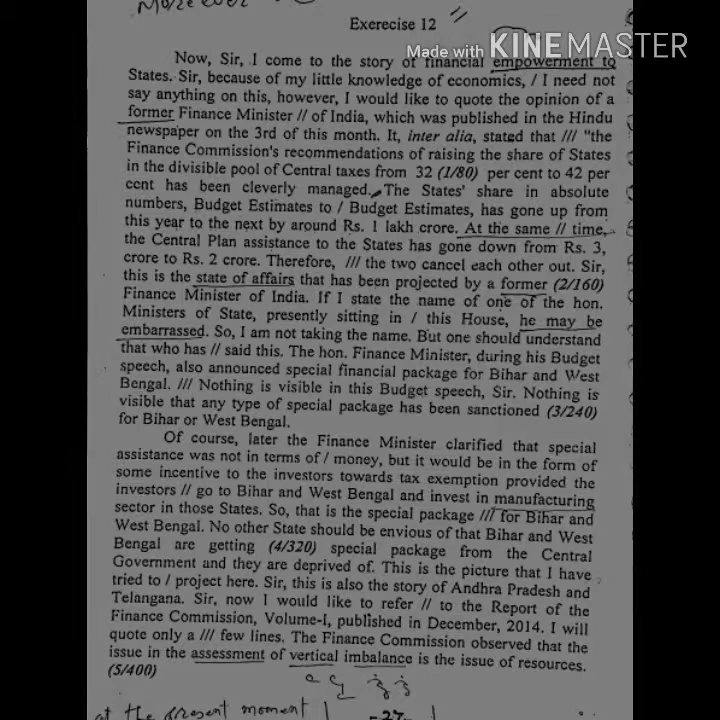 Moreover
Exerecise 12
Made with KINEMASTER
Now, Sir, I come to the story of financial empowerment to
States. Sir, because of my little knowledge of economics, / I need not
say anything on this, however, I would like to quote the opinion of a
former Finance Minister // of India, which was published in the Hindu
newspaper on the 3rd of this month. It, inter alia, stated that /// "the
Finance Commission's recommendations of raising the share of States
in the divisible pool of Central taxes from 32 (1/80) per cent to 42 per
cent has been cleverly managed. The States' share in absolute
numbers, Budget Estimates to / Budget Estimates, has gone up from
this year to the next by around Rs. 1 lakh crore. At the same // time,
the Central Plan assistance to the States has gone down from Rs. 3,
crore to Rs. 2 crore. Therefore, /// the two cancel each other out. Sir,
this is the state of affairs that has been projected by a former (2/160)
Finance Minister of India. If I state the name of one of the hon.
Ministers of State, presently sitting in / this House, he may be
embarrassed. So, I am not taking the name. But one should understand
that who has // said this. The hon. Finance Minister, during his Budget
speech, also announced special financial package for Bihar and West
Bengal. /// Nothing is visible in this Budget speech, Sir. Nothing is
visible that any type of special package has been sanctioned (3/240)
for Bihar or West Bengal.
Of course, later the Finance Minister clarified that special
assistance was not in terms of / money, but it would be in the form of
some incentive to the investors towards tax exemption provided the
investors // go to Bihar and West Bengal and invest in manufacturing
sector in those States. So, that is the special package /// for Bihar and
West Bengal. No other State should be envious of that Bihar and West
Bengal are getting (4/320) special package from the Central
Government and they are deprived of. This is the picture that I have
tried to / project here. Sir, this is also the story of Andhra Pradesh and
Telangana. Sir, now I would like to refer // to the Report of the
Finance Commission, Volume-I, published in December, 2014. I will
quote only a /// few lines. The Finance Commission observed that the
issue in the assessment of vertical imbalance is the issue of resources.
(5/400)
at the present moment
-27-